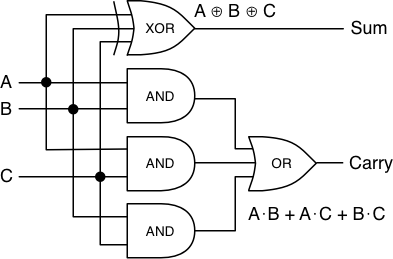 A ⊕ B ⊕ C
XOR
Sum
A
AND
B
AND
OR
Carry
C
A·B + A·C + B·C
AND